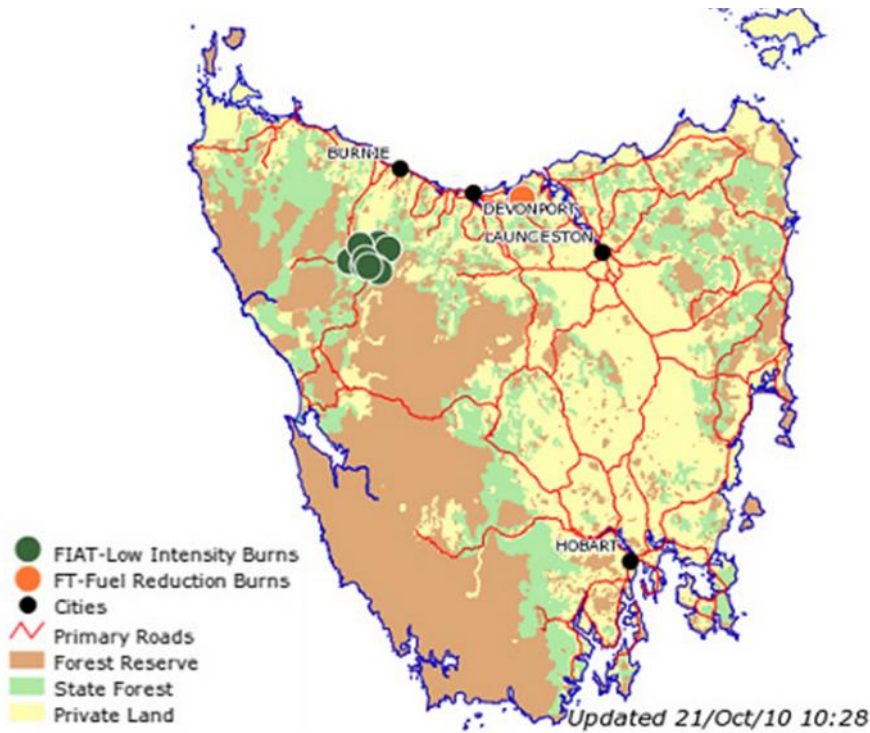 BURNIE
DEVONPORT
LAUNCESTON
HOBART
FIAT-Low Intensity Burns
FT-Fuel Reduction Burns
Cities
Primary Roads
Forest Reserve
State Forest
Private Land
Updated 21/Oct/10 10:28